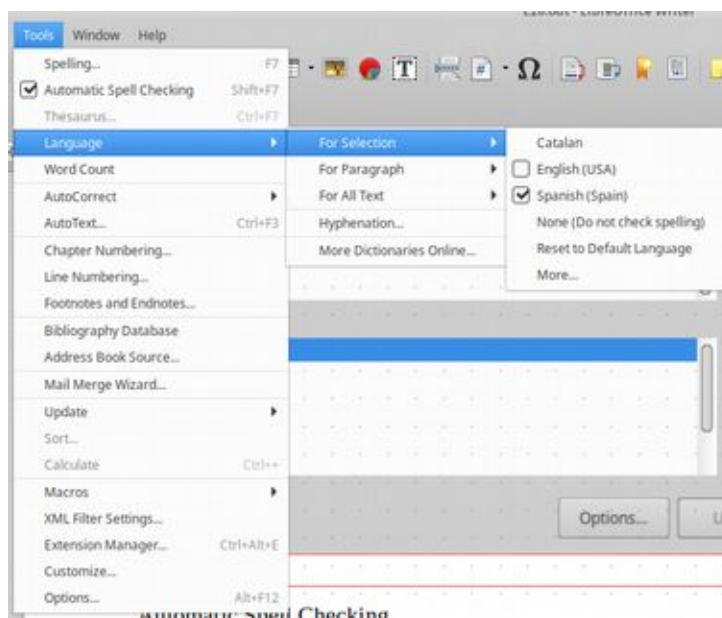 LibreOffice Writer
Tools Window Help
Spelling... F7
Automatic Spell Checking Shift+F7
Thesaurus... Ctrl+F7
Language
Word Count
AutoCorrect
AutoText... Ctrl+F3
Chapter Numbering...
Line Numbering...
Footnotes and Endnotes...
Bibliography Database
Address Book Source...
Mail Merge Wizard...
Update
Sort...
Calculate Ctrl++
Macros
XML Filter Settings...
Extension Manager... Ctrl+Alt+E
Customize...
Options... Alt+F12
For Selection
For Paragraph
For All Text
Hyphenation...
More Dictionaries Online...
Catalan
English (USA)
Spanish (Spain)
None (Do not check spelling)
Reset to Default Language
More...
Options...
Automatic Spell Checking